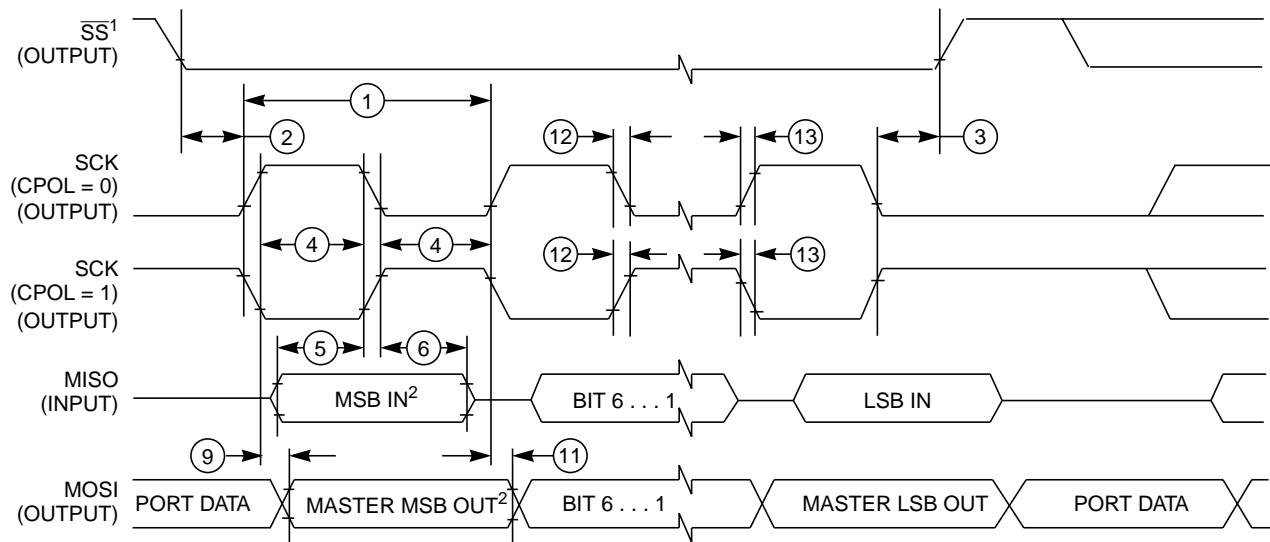 SS¹
(OUTPUT)
1
2
12
13
3
SCK
(CPOL = 0)
(OUTPUT)
4
4
12
13
SCK
(CPOL = 1)
(OUTPUT)
5
6
MISO
(INPUT)
MSB IN²
BIT 6 . . . 1
LSB IN
9
11
MOSI
(OUTPUT)
PORT DATA
MASTER MSB OUT²
BIT 6 . . . 1
MASTER LSB OUT
PORT DATA